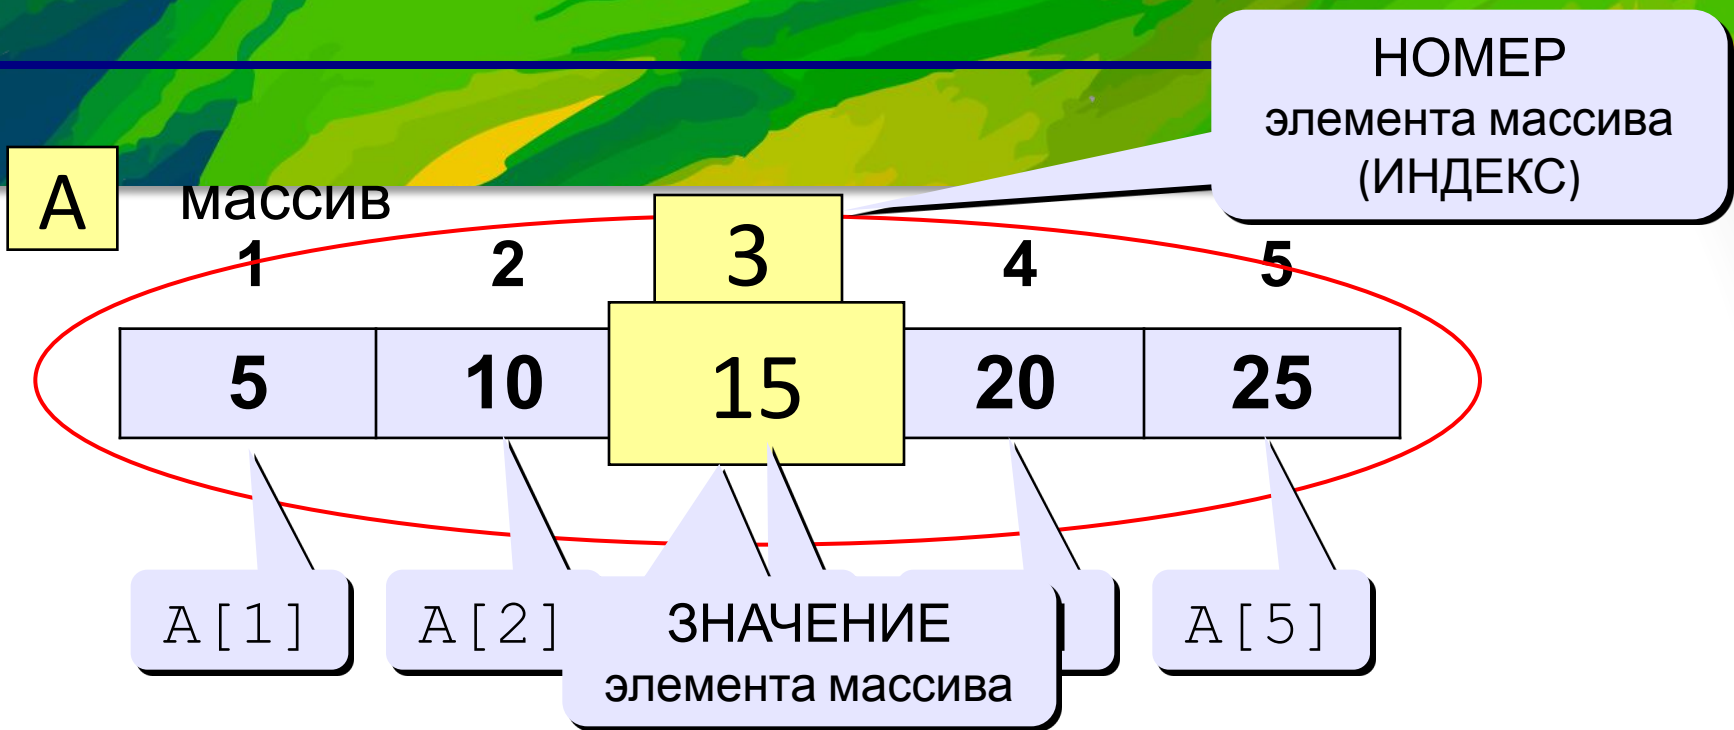 НОМЕР
элемента массива
(ИНДЕКС)
A
массив
1 2 3 4 5
5 10 15 20 25
A[1] A[2] A[5]
ЗНАЧЕНИЕ
элемента массива